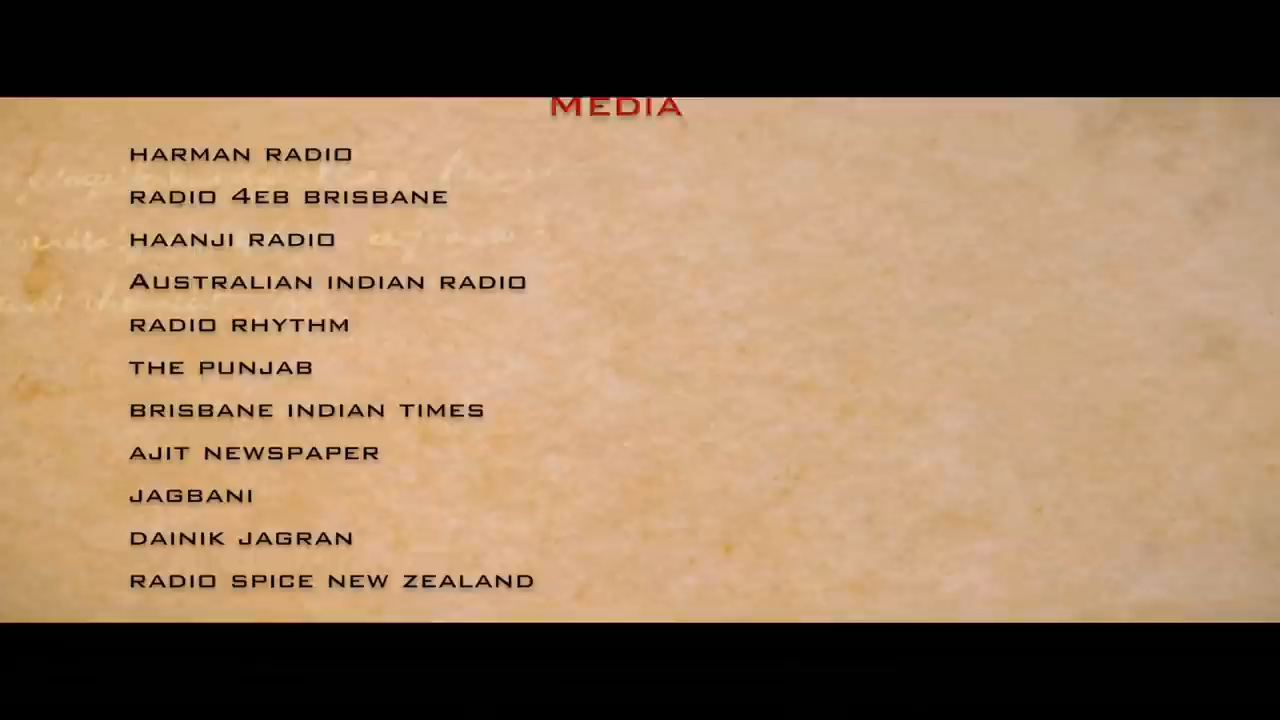 MEDIA
HARMAN RADIO
RADIO 4EB BRISBANE
HAANJI RADIO
AUSTRALIAN INDIAN RADIO
RADIO RHYTHM
THE PUNJAB
BRISBANE INDIAN TIMES
AJIT NEWSPAPER
JAGBANI
DAINIK JAGRAN
RADIO SPICE NEW ZEALAND